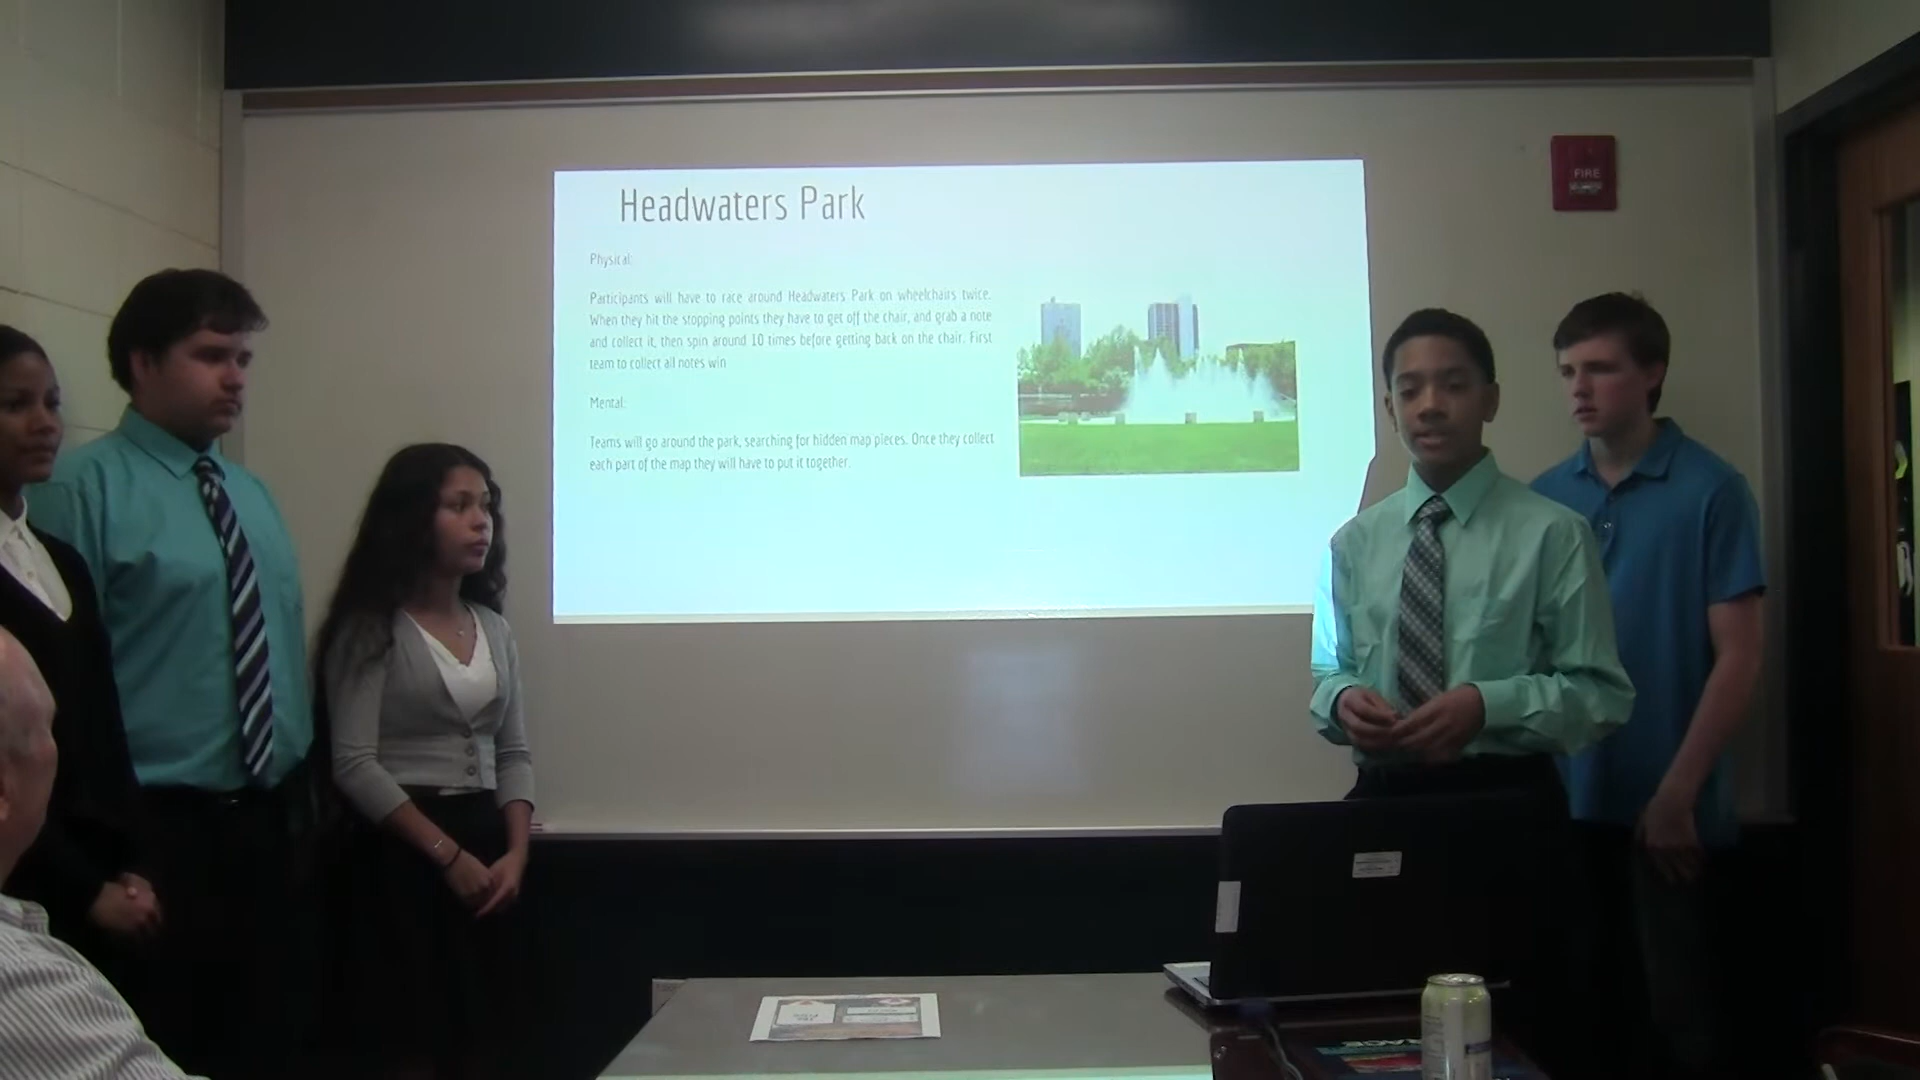 Headwaters Park
Physical:
Participants will have to race around Headwaters Park on wheelchairs twice.
When they hit the stopping points they have to get off the chair, and grab a note
and collect it, then spin around 10 times before getting back on the chair. First
team to collect all notes win
Mental:
Teams will go around the park, searching for hidden map pieces. Once they collect
each part of the map they will have to put it together.
FIRE